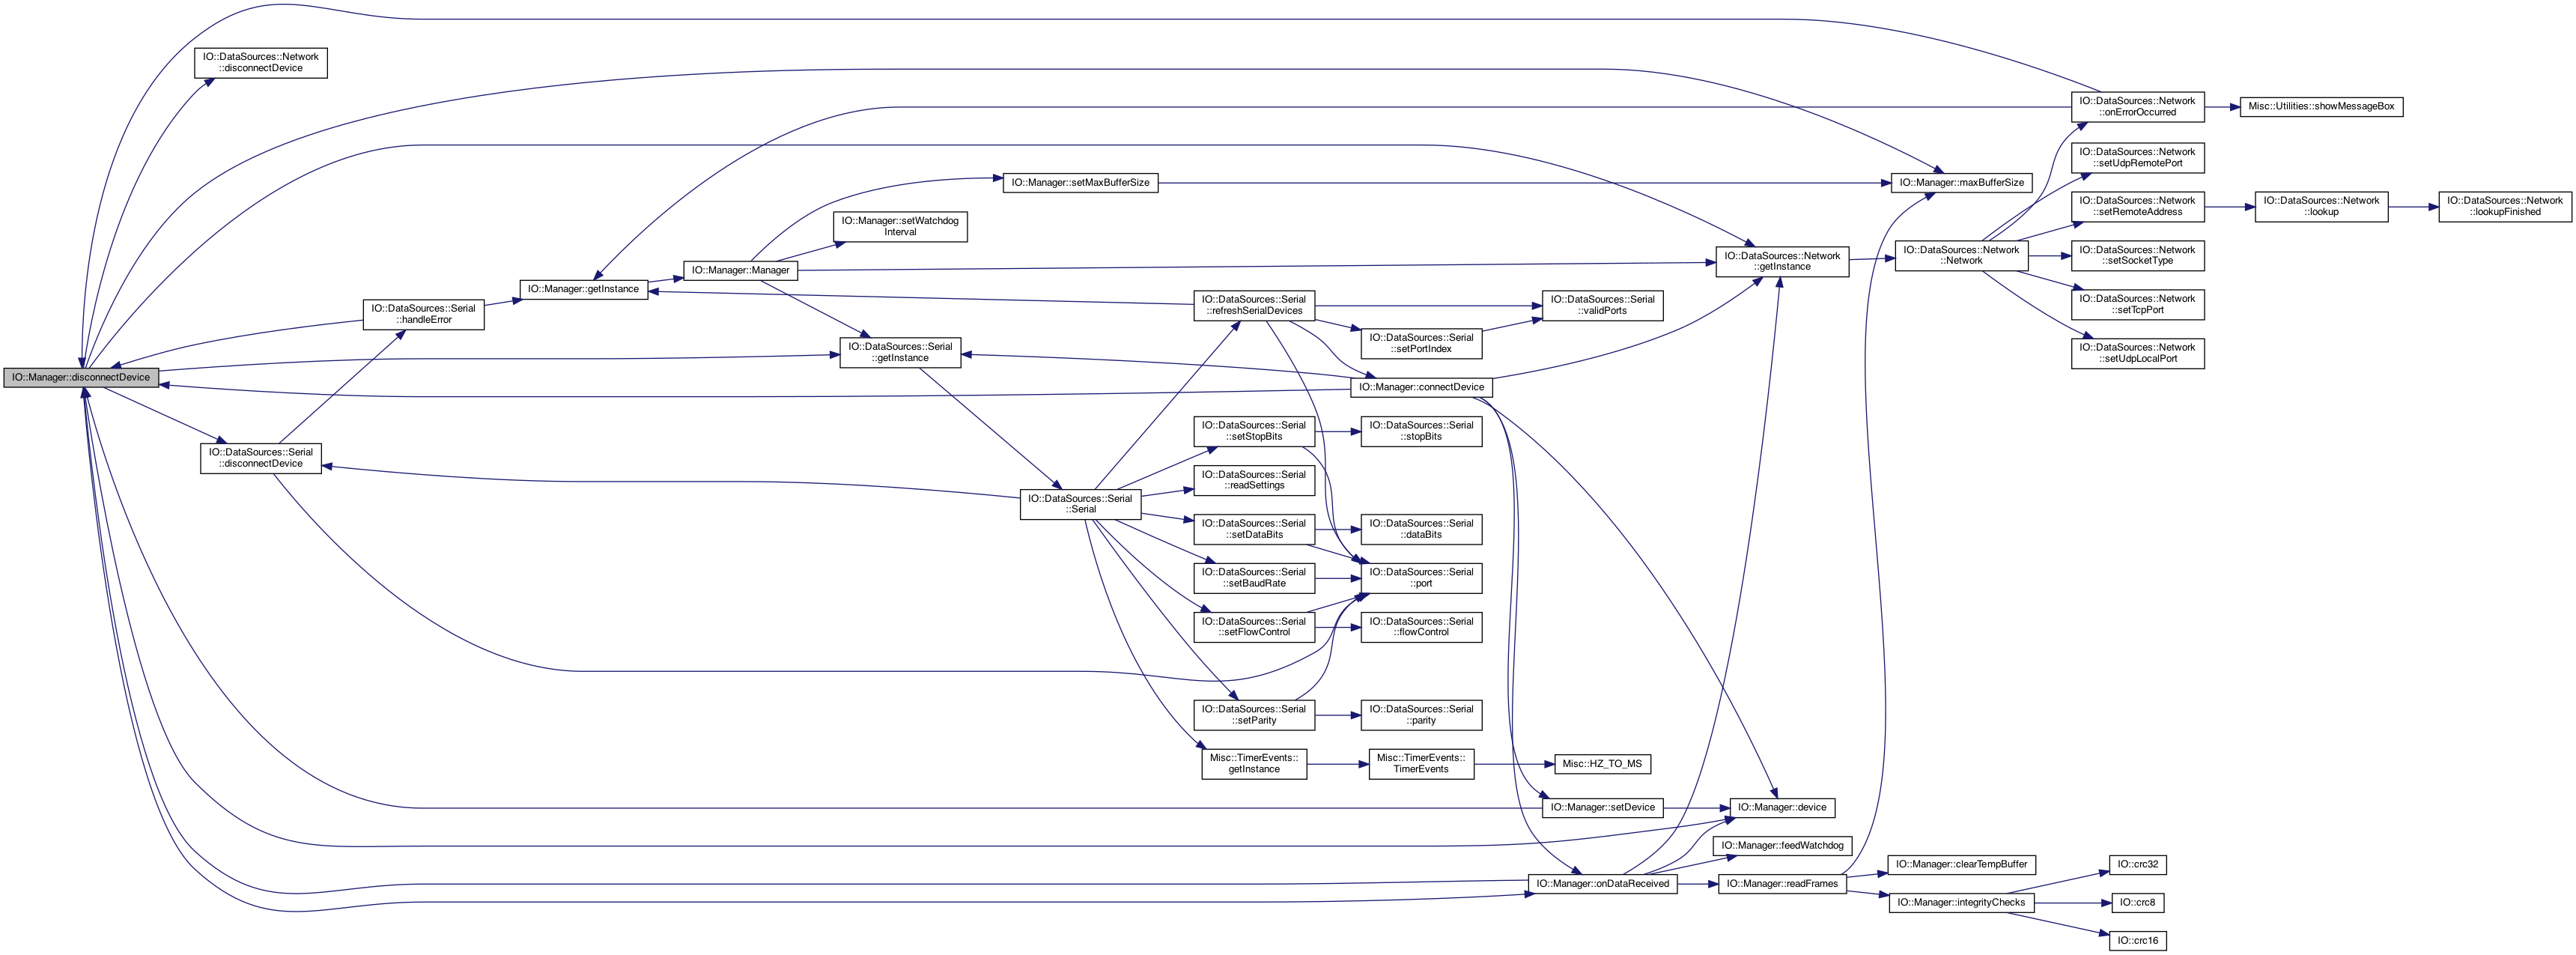 IO::Manager::disconnectDevice
IO::DataSources::Network
::disconnectDevice
IO::DataSources::Serial
::disconnectDevice
IO::DataSources::Serial
::handleError
IO::Manager::getInstance
IO::Manager::Manager
IO::Manager::setWatchdog
Interval
IO::DataSources::Serial
::getInstance
IO::Manager::setMaxBufferSize
IO::DataSources::Serial
::Serial
IO::DataSources::Serial
::refreshSerialDevices
IO::DataSources::Serial
::setStopBits
IO::DataSources::Serial
::readSettings
IO::DataSources::Serial
::setDataBits
IO::DataSources::Serial
::setBaudRate
IO::DataSources::Serial
::setFlowControl
IO::DataSources::Serial
::setParity
Misc::TimerEvents::
getInstance
IO::DataSources::Serial
::setPortIndex
IO::Manager::connectDevice
IO::DataSources::Serial
::stopBits
IO::DataSources::Serial
::dataBits
IO::DataSources::Serial
::port
IO::DataSources::Serial
::flowControl
IO::DataSources::Serial
::parity
Misc::TimerEvents::
TimerEvents
IO::DataSources::Serial
::validPorts
Misc::HZ_TO_MS
IO::Manager::setDevice
IO::Manager::onDataReceived
IO::DataSources::Network
::getInstance
IO::Manager::device
IO::Manager::feedWatchdog
IO::Manager::readFrames
IO::Manager::maxBufferSize
IO::DataSources::Network
::Network
IO::Manager::clearTempBuffer
IO::Manager::integrityChecks
IO::DataSources::Network
::onErrorOccurred
IO::DataSources::Network
::setUdpRemotePort
IO::DataSources::Network
::setRemoteAddress
IO::DataSources::Network
::setSocketType
IO::DataSources::Network
::setTcpPort
IO::DataSources::Network
::setUdpLocalPort
IO::crc32
IO::crc8
IO::crc16
Misc::Utilities::showMessageBox
IO::DataSources::Network
::lookup
IO::DataSources::Network
::lookupFinished